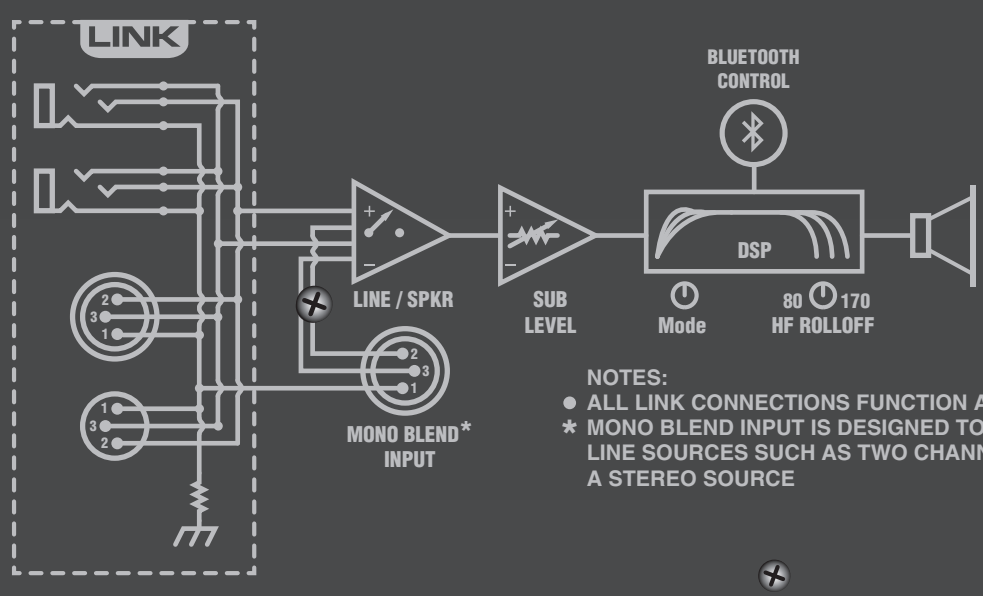 LINK
BLUETOOTH
CONTROL
+
−
LINE / SPKR
+
−
SUB
LEVEL
DSP
Mode
80 170
HF ROLLOFF
2
3
1
1
3
2
2
3
1
MONO BLEND*
INPUT
NOTES:
● ALL LINK CONNECTIONS FUNCTION
* MONO BLEND INPUT IS DESIGNED TO
LINE SOURCES SUCH AS TWO
A STEREO SOURCE